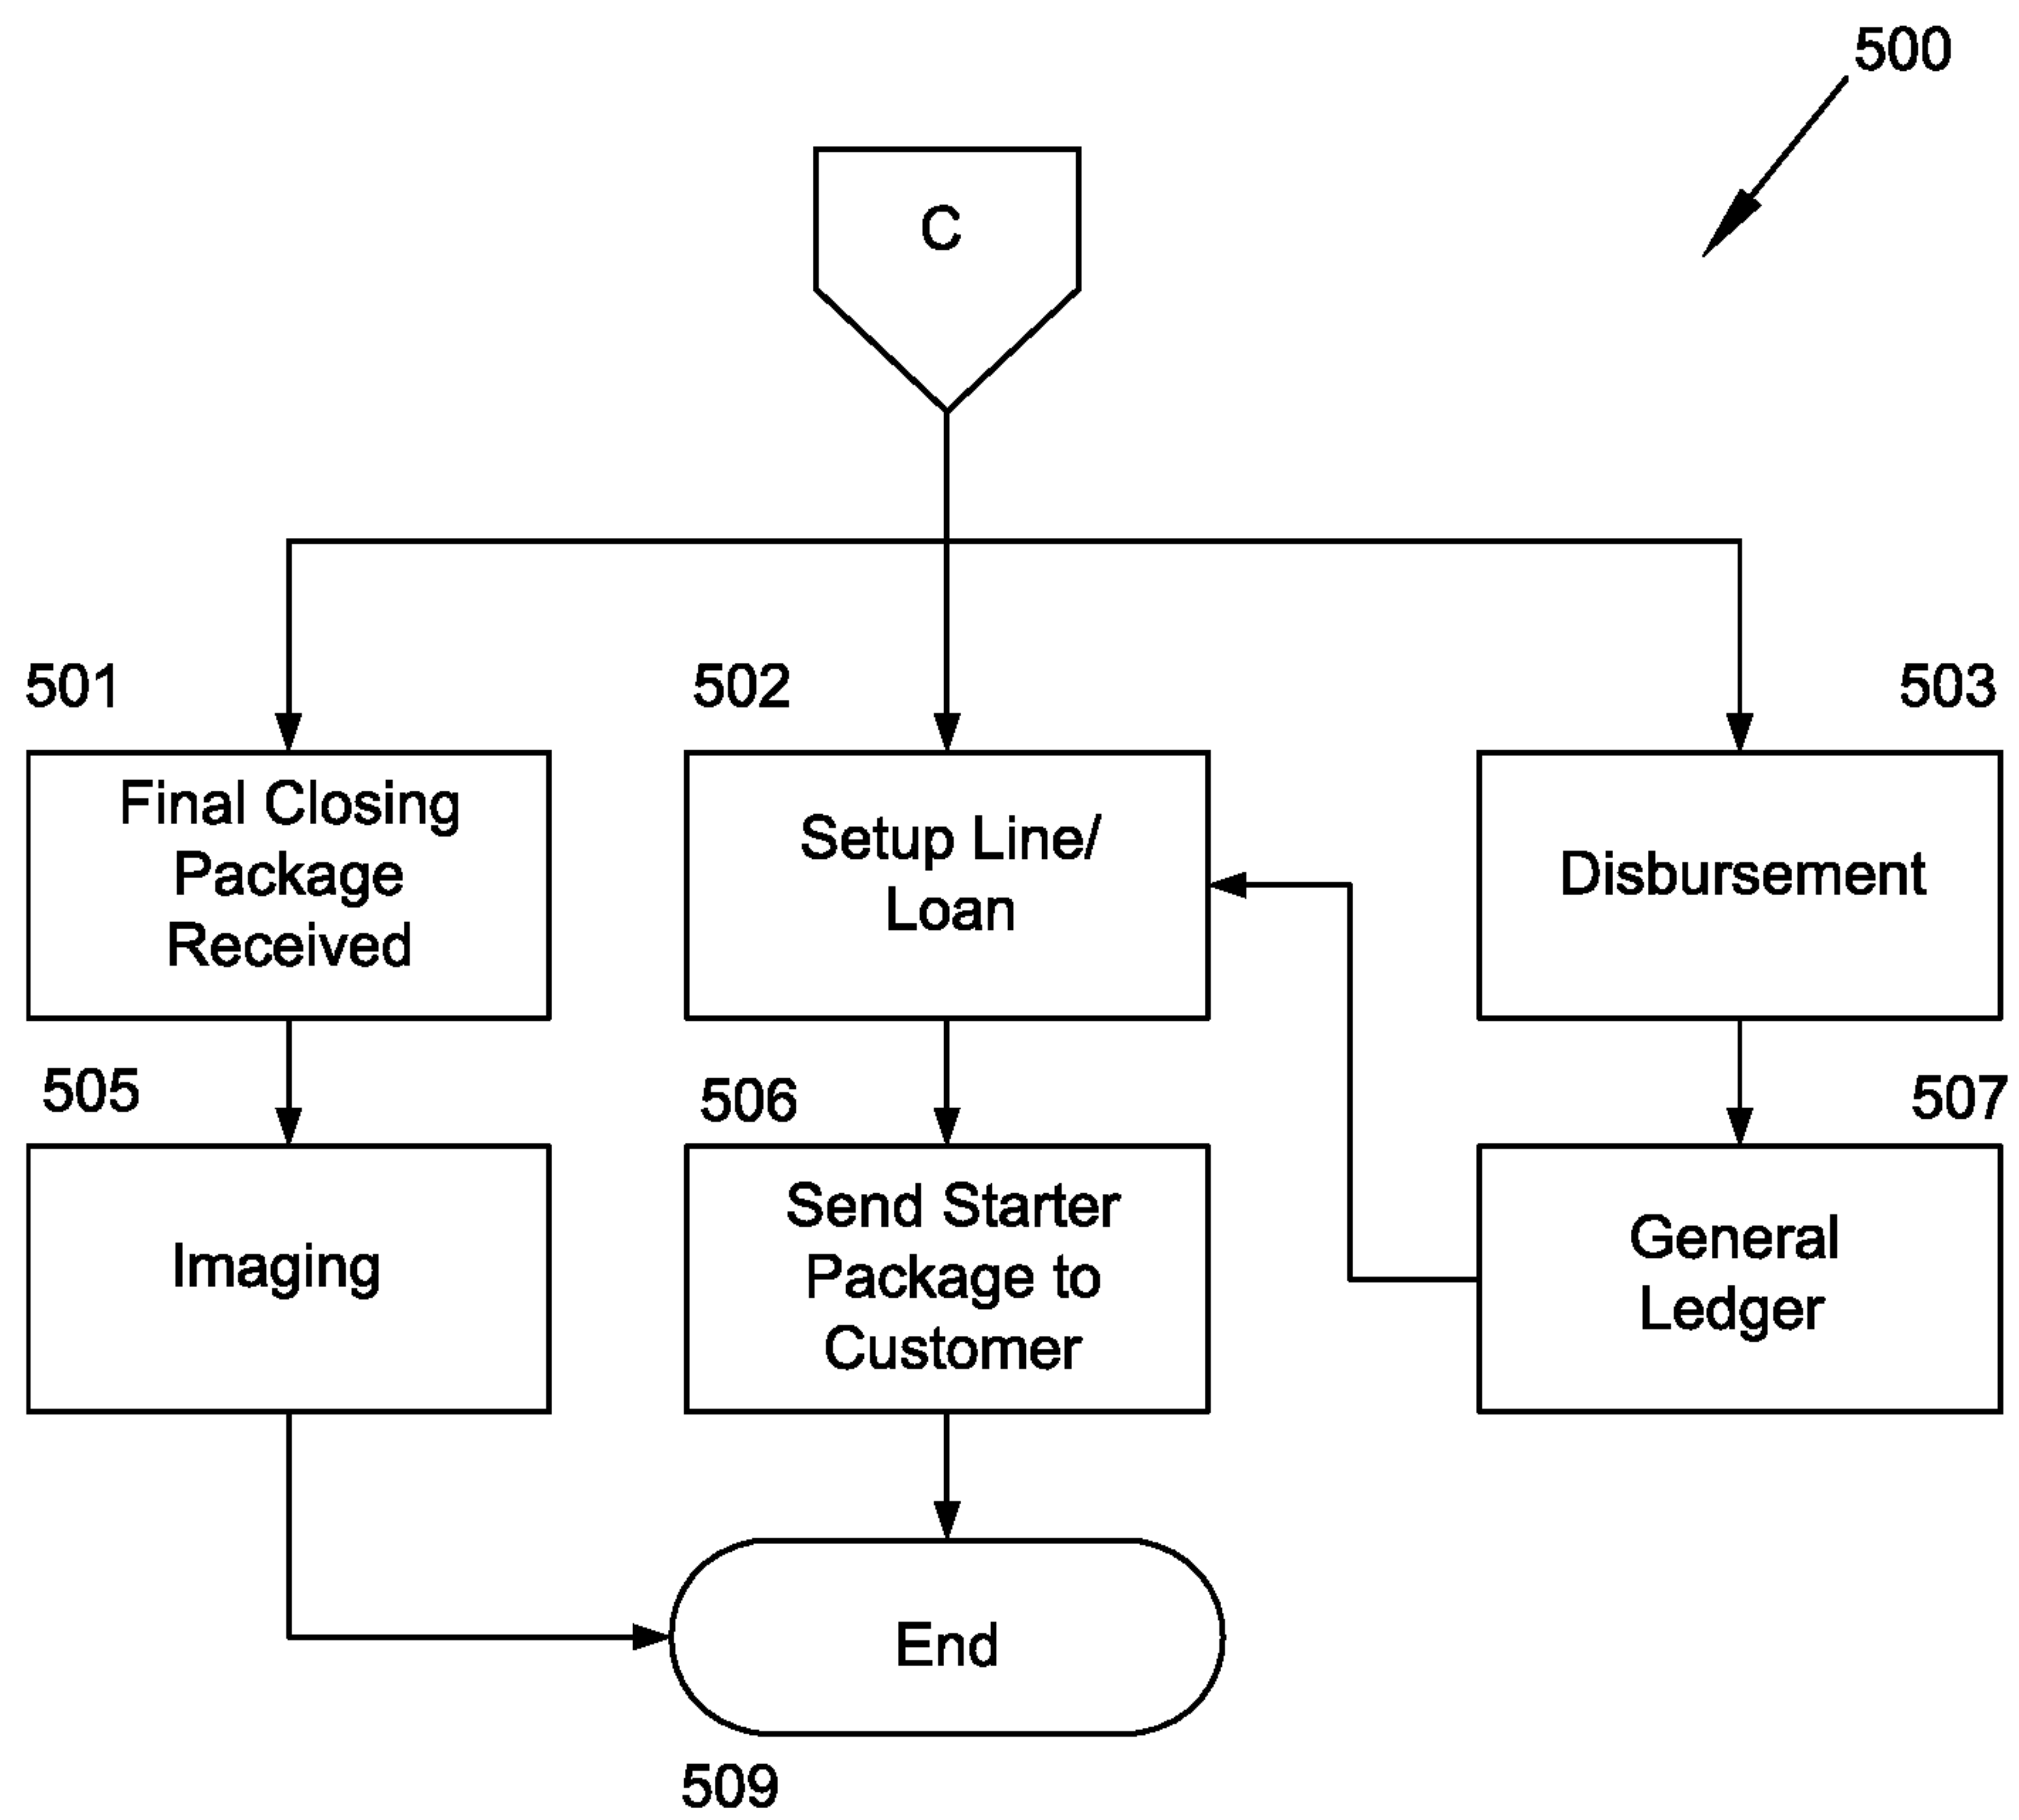 500
C
501
502
503
Final Closing
Package
Received
Setup Line/
Loan
Disbursement
505
506
507
Imaging
Send Starter
Package to
Customer
General
Ledger
End
509